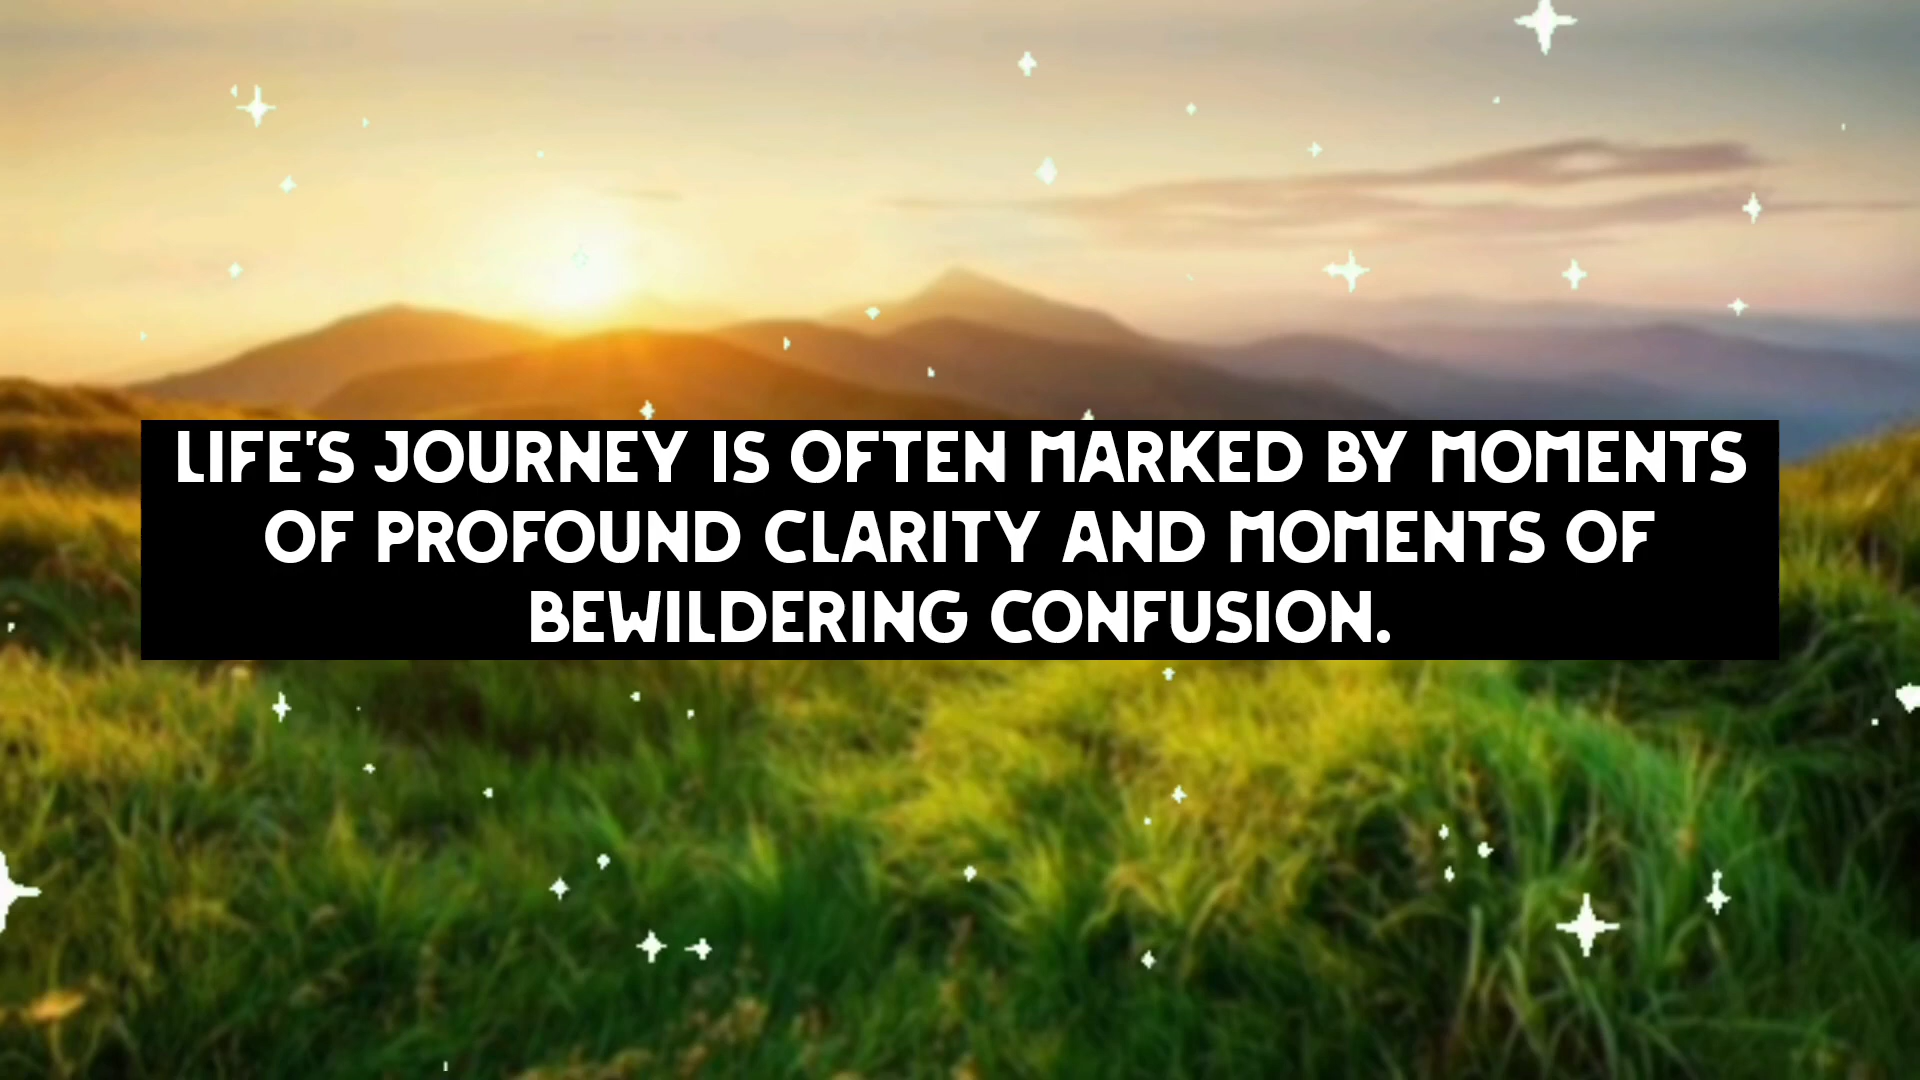 LIFE'S JOURNEY IS OFTEN MARKED BY MOMENTS
OF PROFOUND CLARITY AND MOMENTS OF
BEWILDERING CONFUSION.